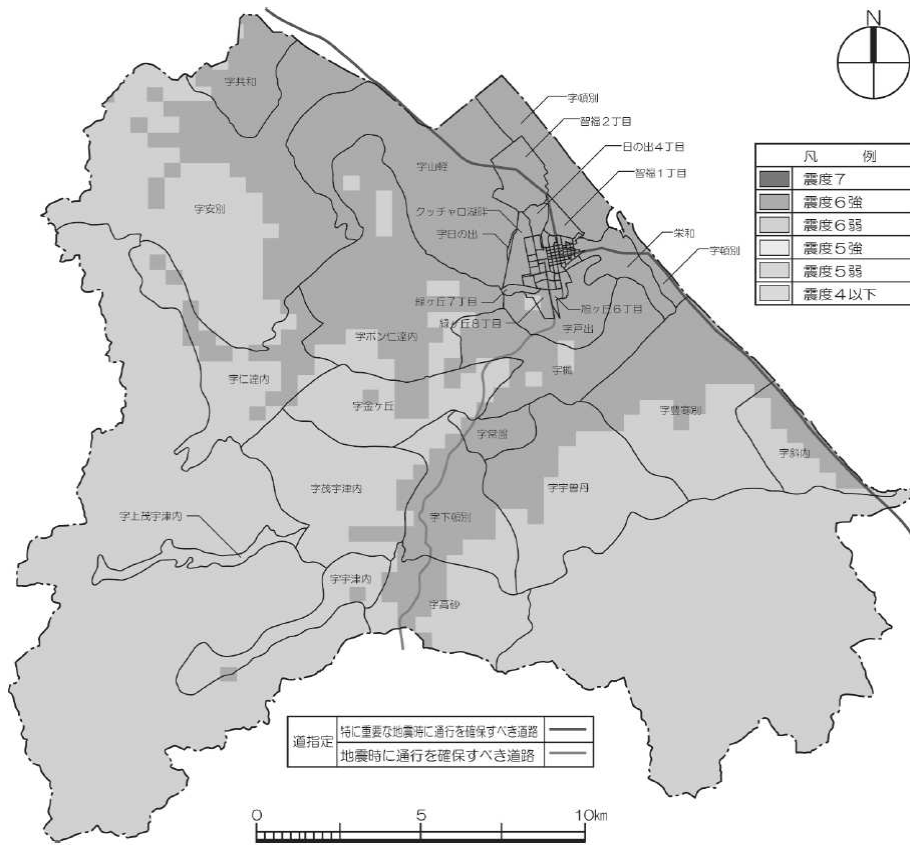 N
字共和
字頓別
智福2丁目
日の出4丁目
智福1丁目
字山軽
クッチャロ湖畔
字日の出
字安別
栄和
字頓別
緑ヶ丘7丁目
旭ヶ丘6丁目
緑ヶ丘8丁目
字戸出
字ポン仁達内
字楓
字仁達内
字金ヶ丘
字豊寒別
字常盤
字斜内
字茂宇津内
字宇曽丹
字上茂宇津内
字下頓別
字宇津内
字高砂
凡 例
震度7
震度6強
震度6弱
震度5強
震度5弱
震度4以下
道指定
特に重要な地震時に通行を確保すべき道路
地震時に通行を確保すべき道路
0 5 10km